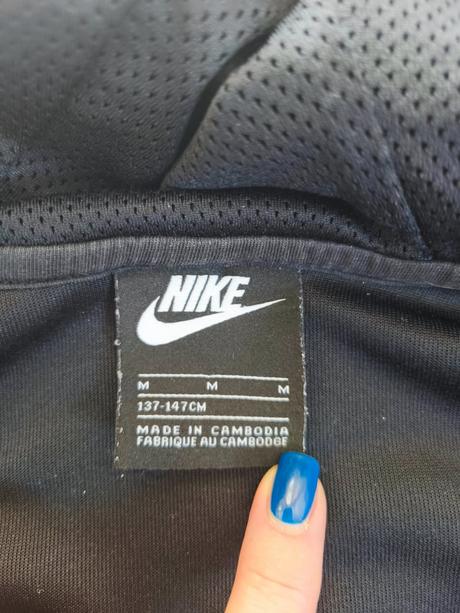 NIKE
M M M
137-147CM
MADE IN CAMBODIA
FABRIQUE AU CAMBODGE